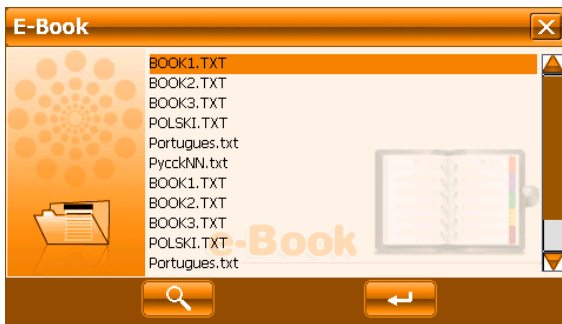 E-Book
BOOK1.TXT
BOOK2.TXT
BOOK3.TXT
POLSKI.TXT
Portugues.txt
PycckNN.txt
BOOK1.TXT
BOOK2.TXT
BOOK3.TXT
POLSKI.TXT
e-Book
Portugues.txt